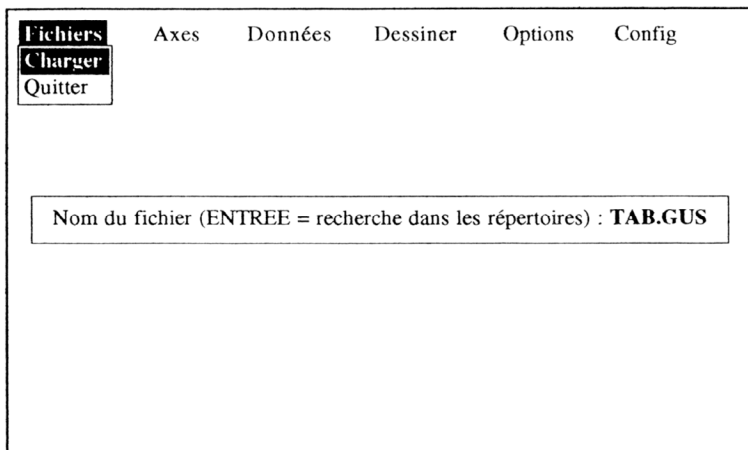 Fichiers Axes Données Dessiner Options Config
Charger
Quitter
Nom du fichier (ENTREE = recherche dans les répertoires) : TAB.GUS